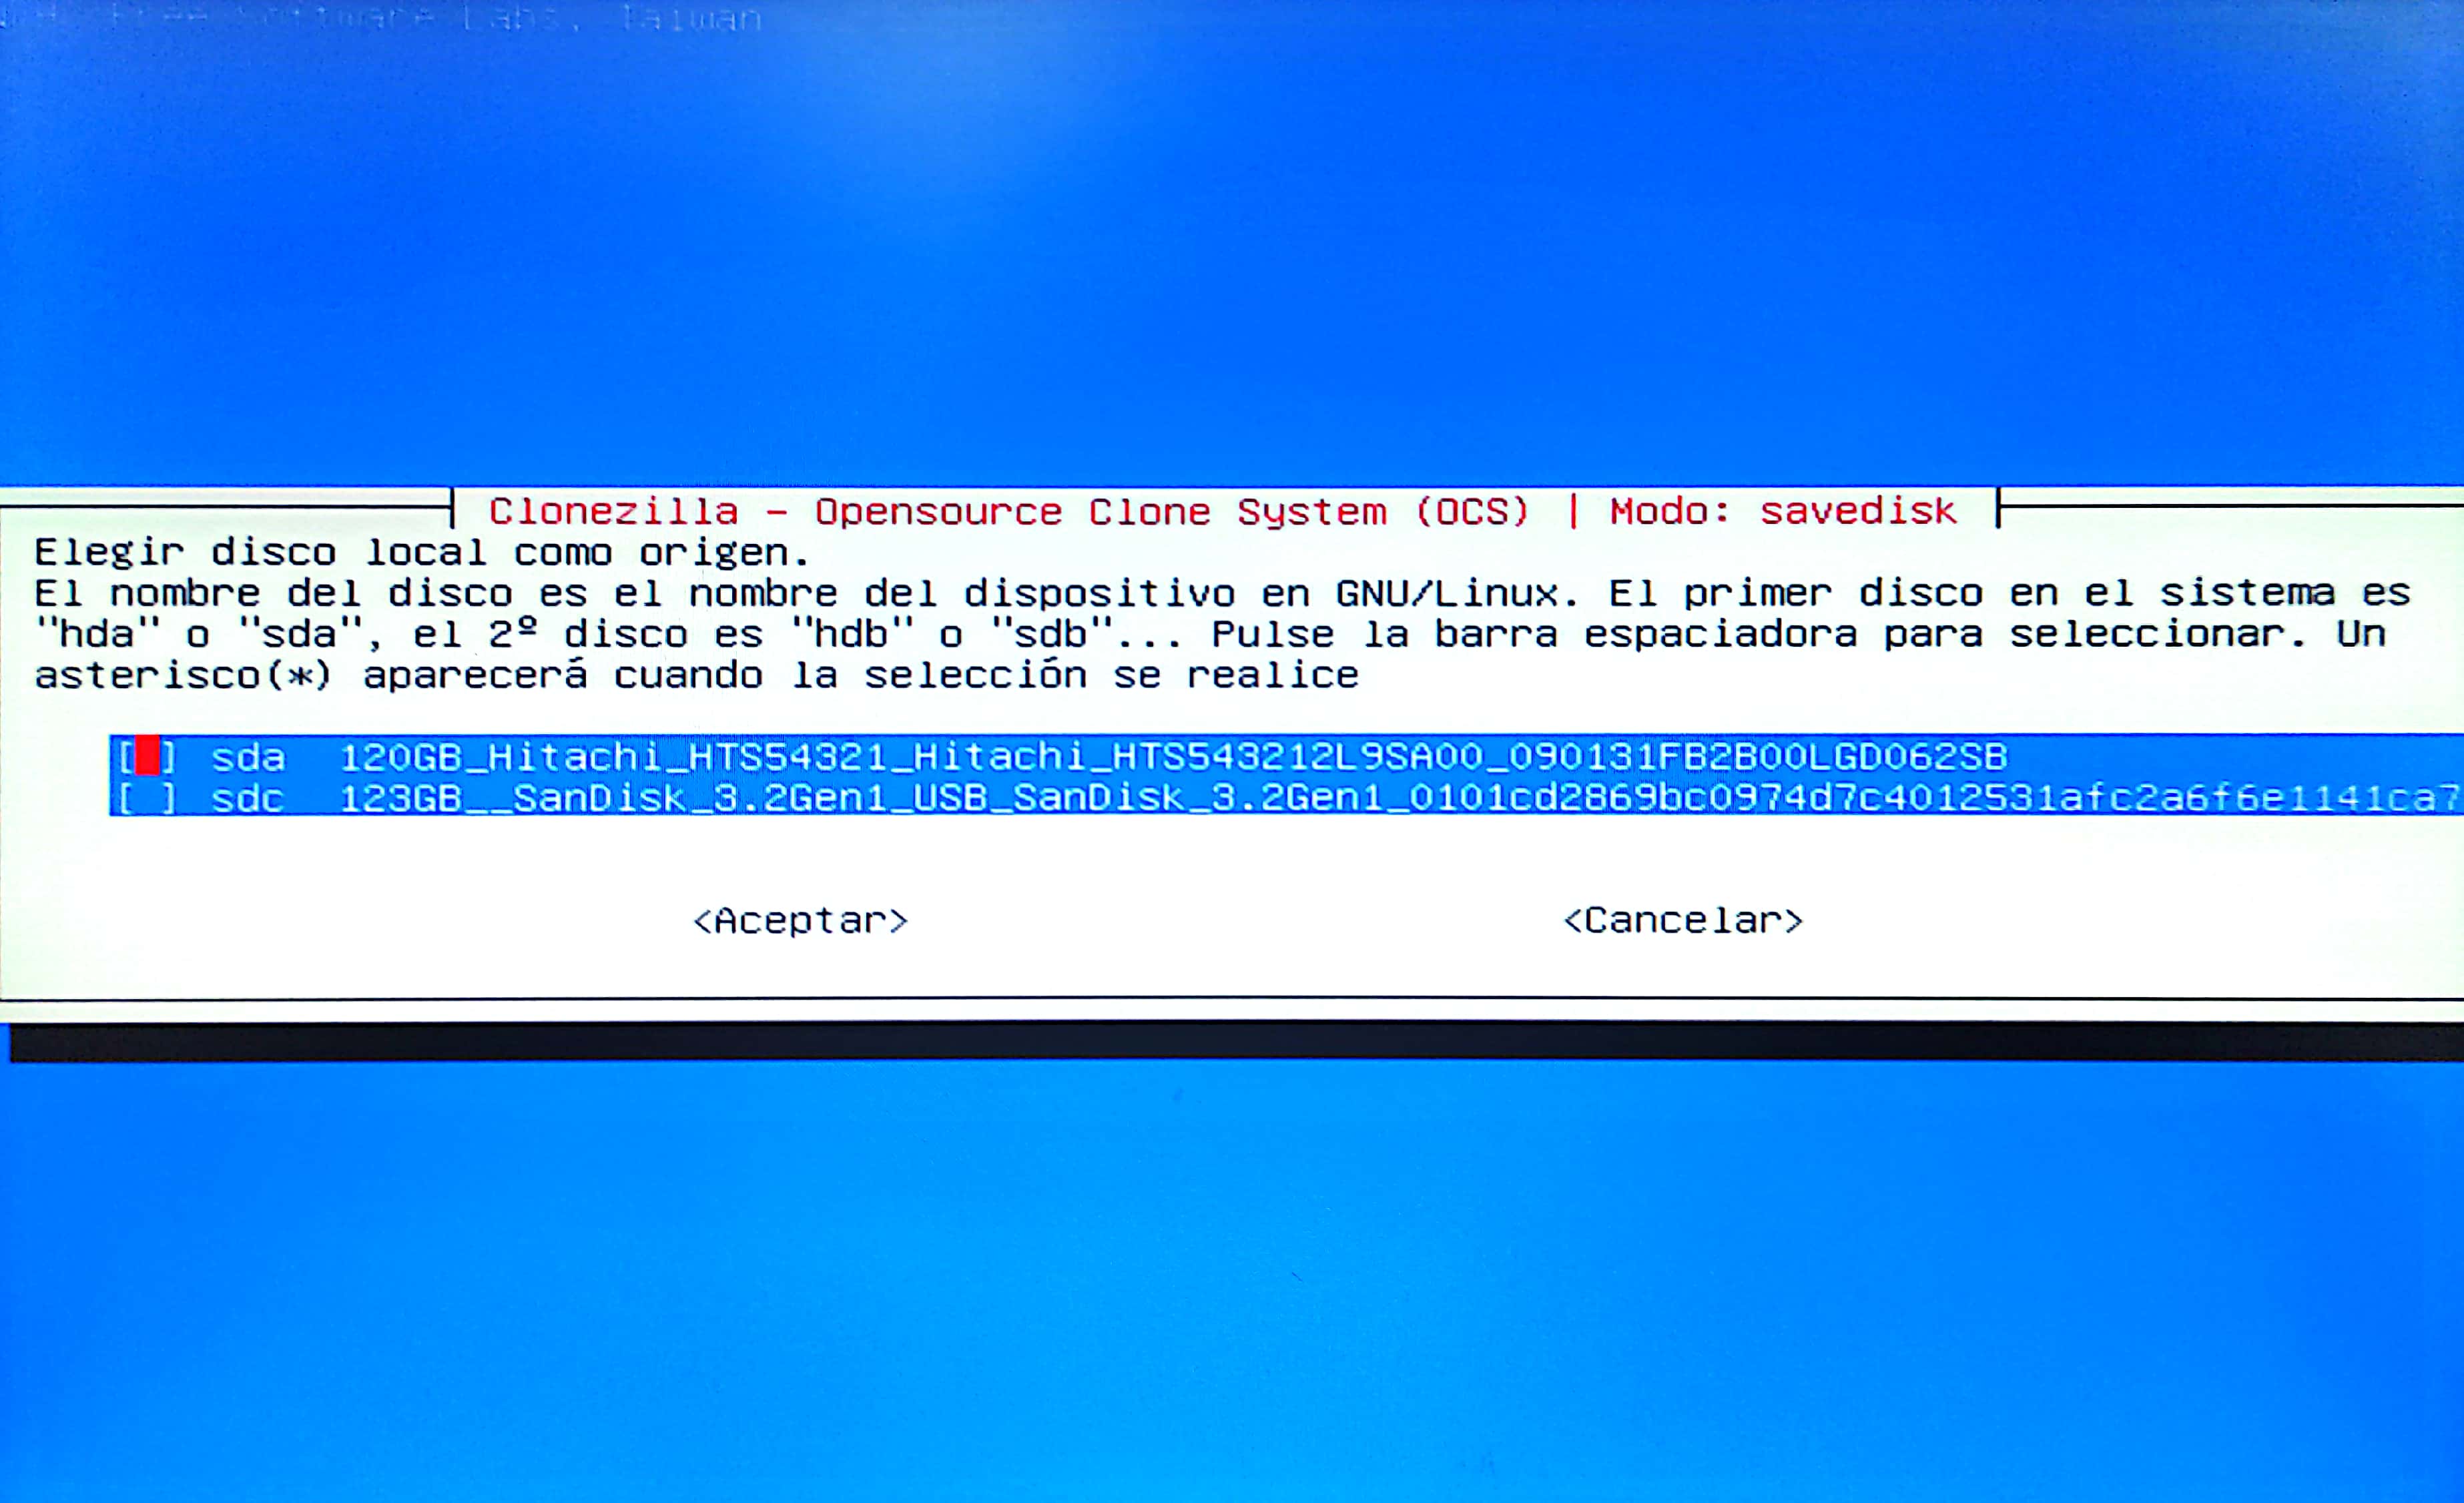 Free Software Labs, Taiwan
Clonezilla - Opensource Clone System (OCS) | Modo: savedisk
Elegir disco local como origen.
El nombre del disco es el nombre del dispositivo en GNU/Linux. El primer disco en el sistema es
"hda" o "sda", el 2º disco es "hdb" o "sdb"... Pulse la barra espaciadora para seleccionar. Un
asterisco(*) aparecerá cuando la selección se realice
[ ] sda 120GB_Hitachi_HTS54321_Hitachi_HTS543212L9SA00_090131FB2B00LGD062SB
[ ] sdc 123GB__SanDisk_3.2Gen1_USB_SanDisk_3.2Gen1_0101cd2869bc0974d7c4012531afc2a6f6e1141ca7
<Aceptar> <Cancelar>